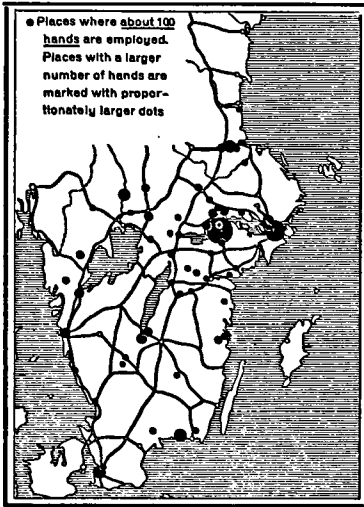 ● Places where about 100
hands are employed.
Places with a larger
number of hands are
marked with propor-
tionately larger dots